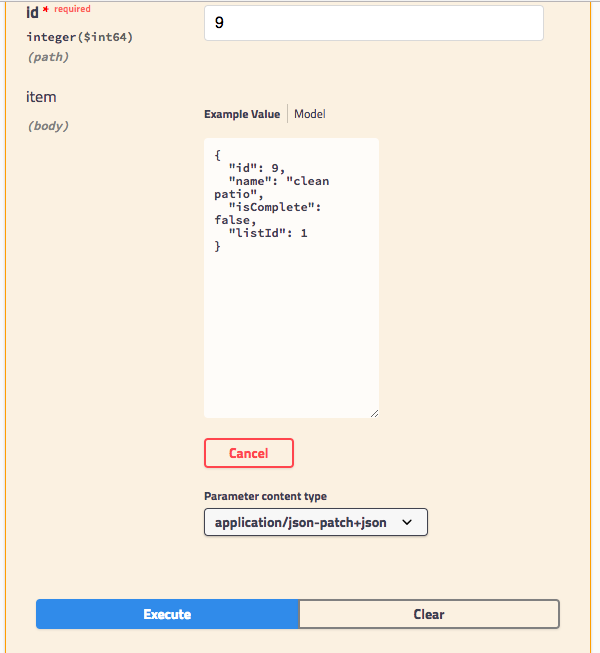 id * required
9
integer($int64)
(path)
item
(body)
Example Value | Model
{
  "id": 9,
  "name": "clean
patio",
  "isComplete":
false,
  "listId": 1
}
Cancel
Parameter content type
application/json-patch+json
Execute
Clear